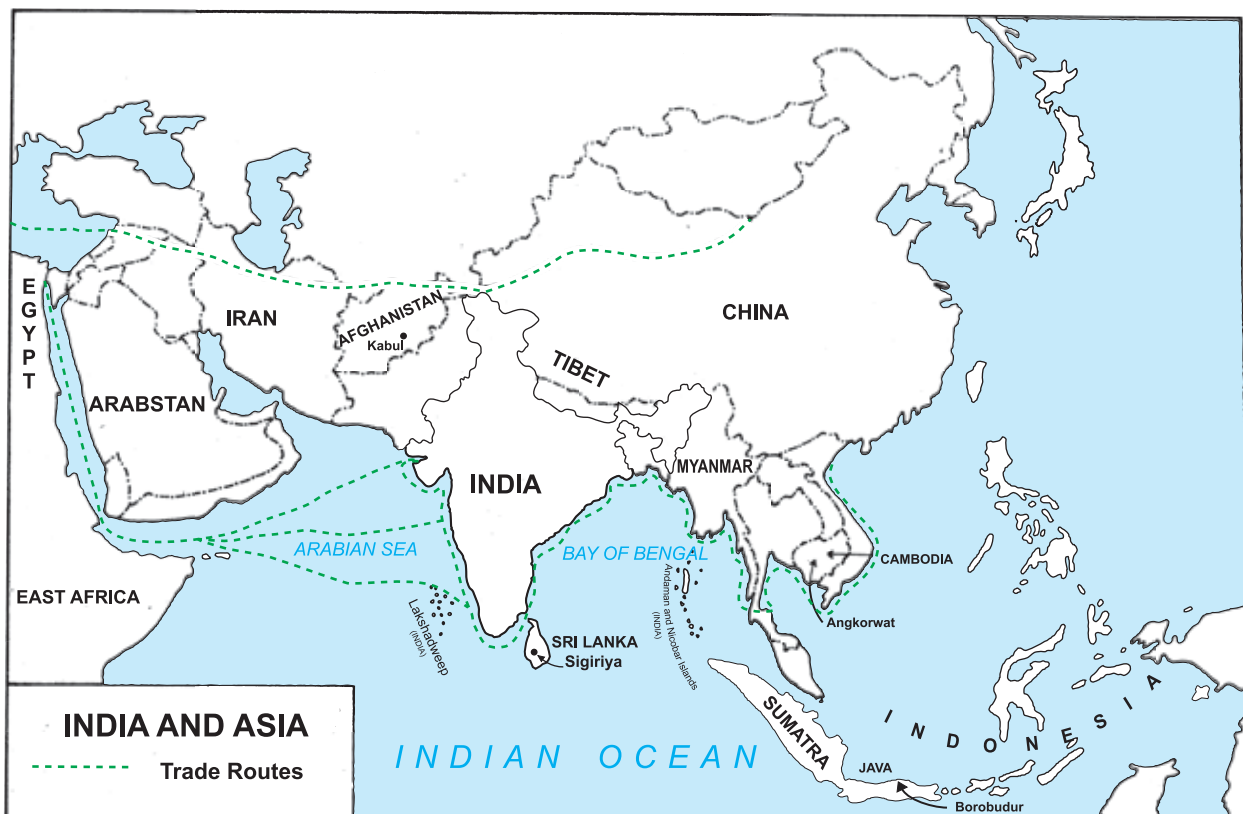 EGYPT
IRAN
AFGHANISTAN
Kabul
CHINA
TIBET
ARABSTAN
INDIA
MYANMAR
ARABIAN SEA
BAY OF BENGAL
CAMBODIA
EAST AFRICA
Lakshadweep
(INDIA)
Andaman and Nicobar Islands
(INDIA)
Angkorwat
SRI LANKA
Sigiriya
SUMATRA
INDONESIA
INDIA AND ASIA
Trade Routes
INDIAN OCEAN
JAVA
Borobudur